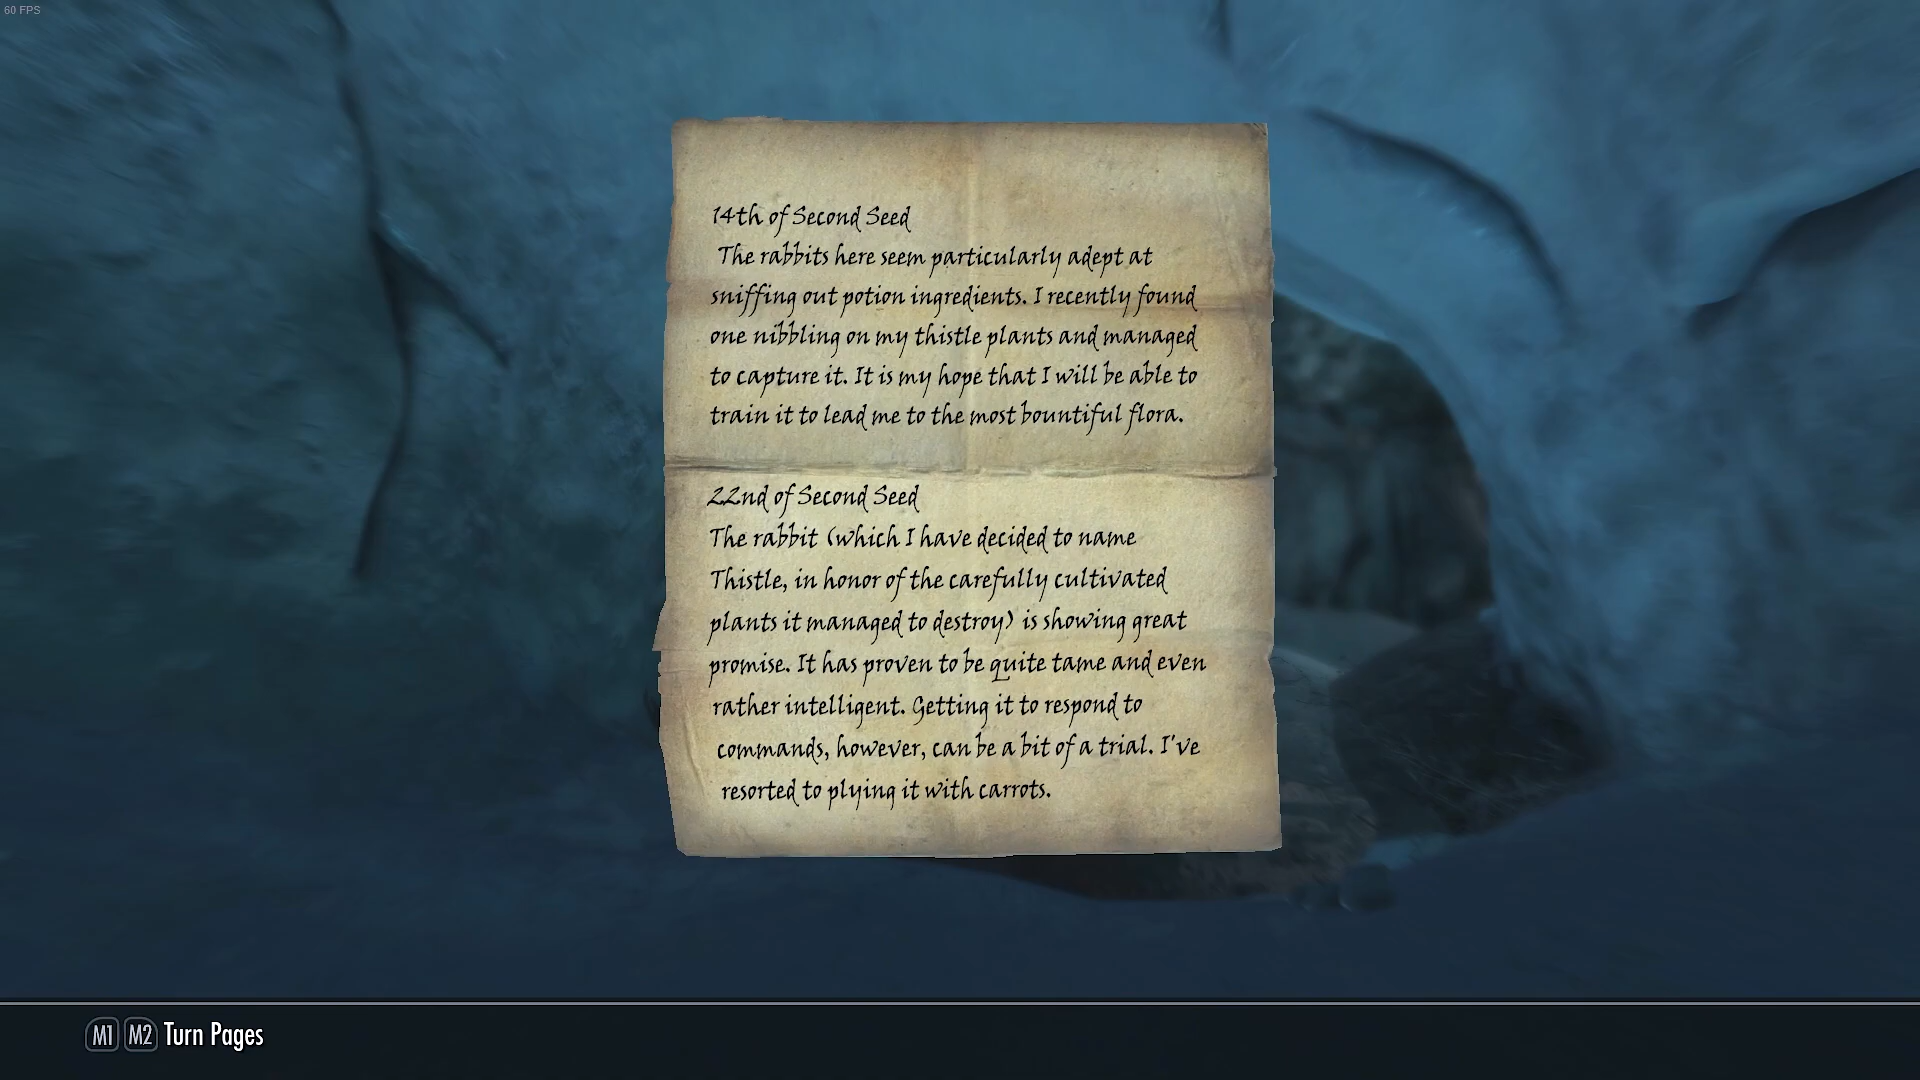 60 FPS
14th of Second Seed
The rabbits here seem particularly adept at
sniffing out potion ingredients. I recently found
one nibbling on my thistle plants and managed
to capture it. It is my hope that I will be able to
train it to lead me to the most bountiful flora.
22nd of Second Seed
The rabbit (which I have decided to name
Thistle, in honor of the carefully cultivated
plants it managed to destroy) is showing great
promise. It has proven to be quite tame and even
rather intelligent. Getting it to respond to
commands, however, can be a bit of a trial. I've
resorted to plying it with carrots.
M1 M2 Turn Pages